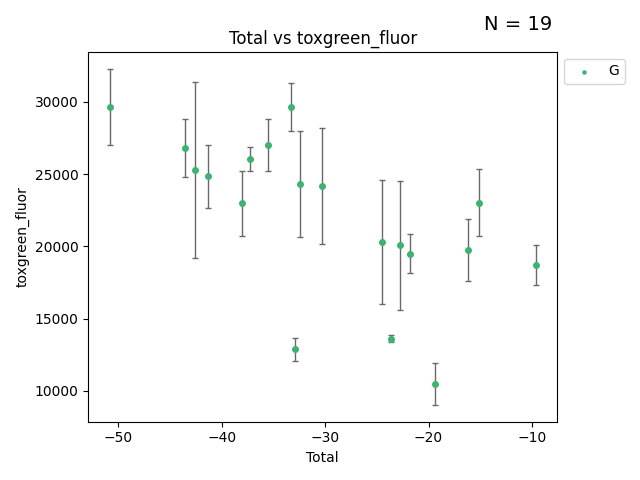 N = 19
Total vs toxgreen_fluor
G
toxgreen_fluor
30000
25000
20000
15000
10000
−50
−40
−30
−20
−10
Total